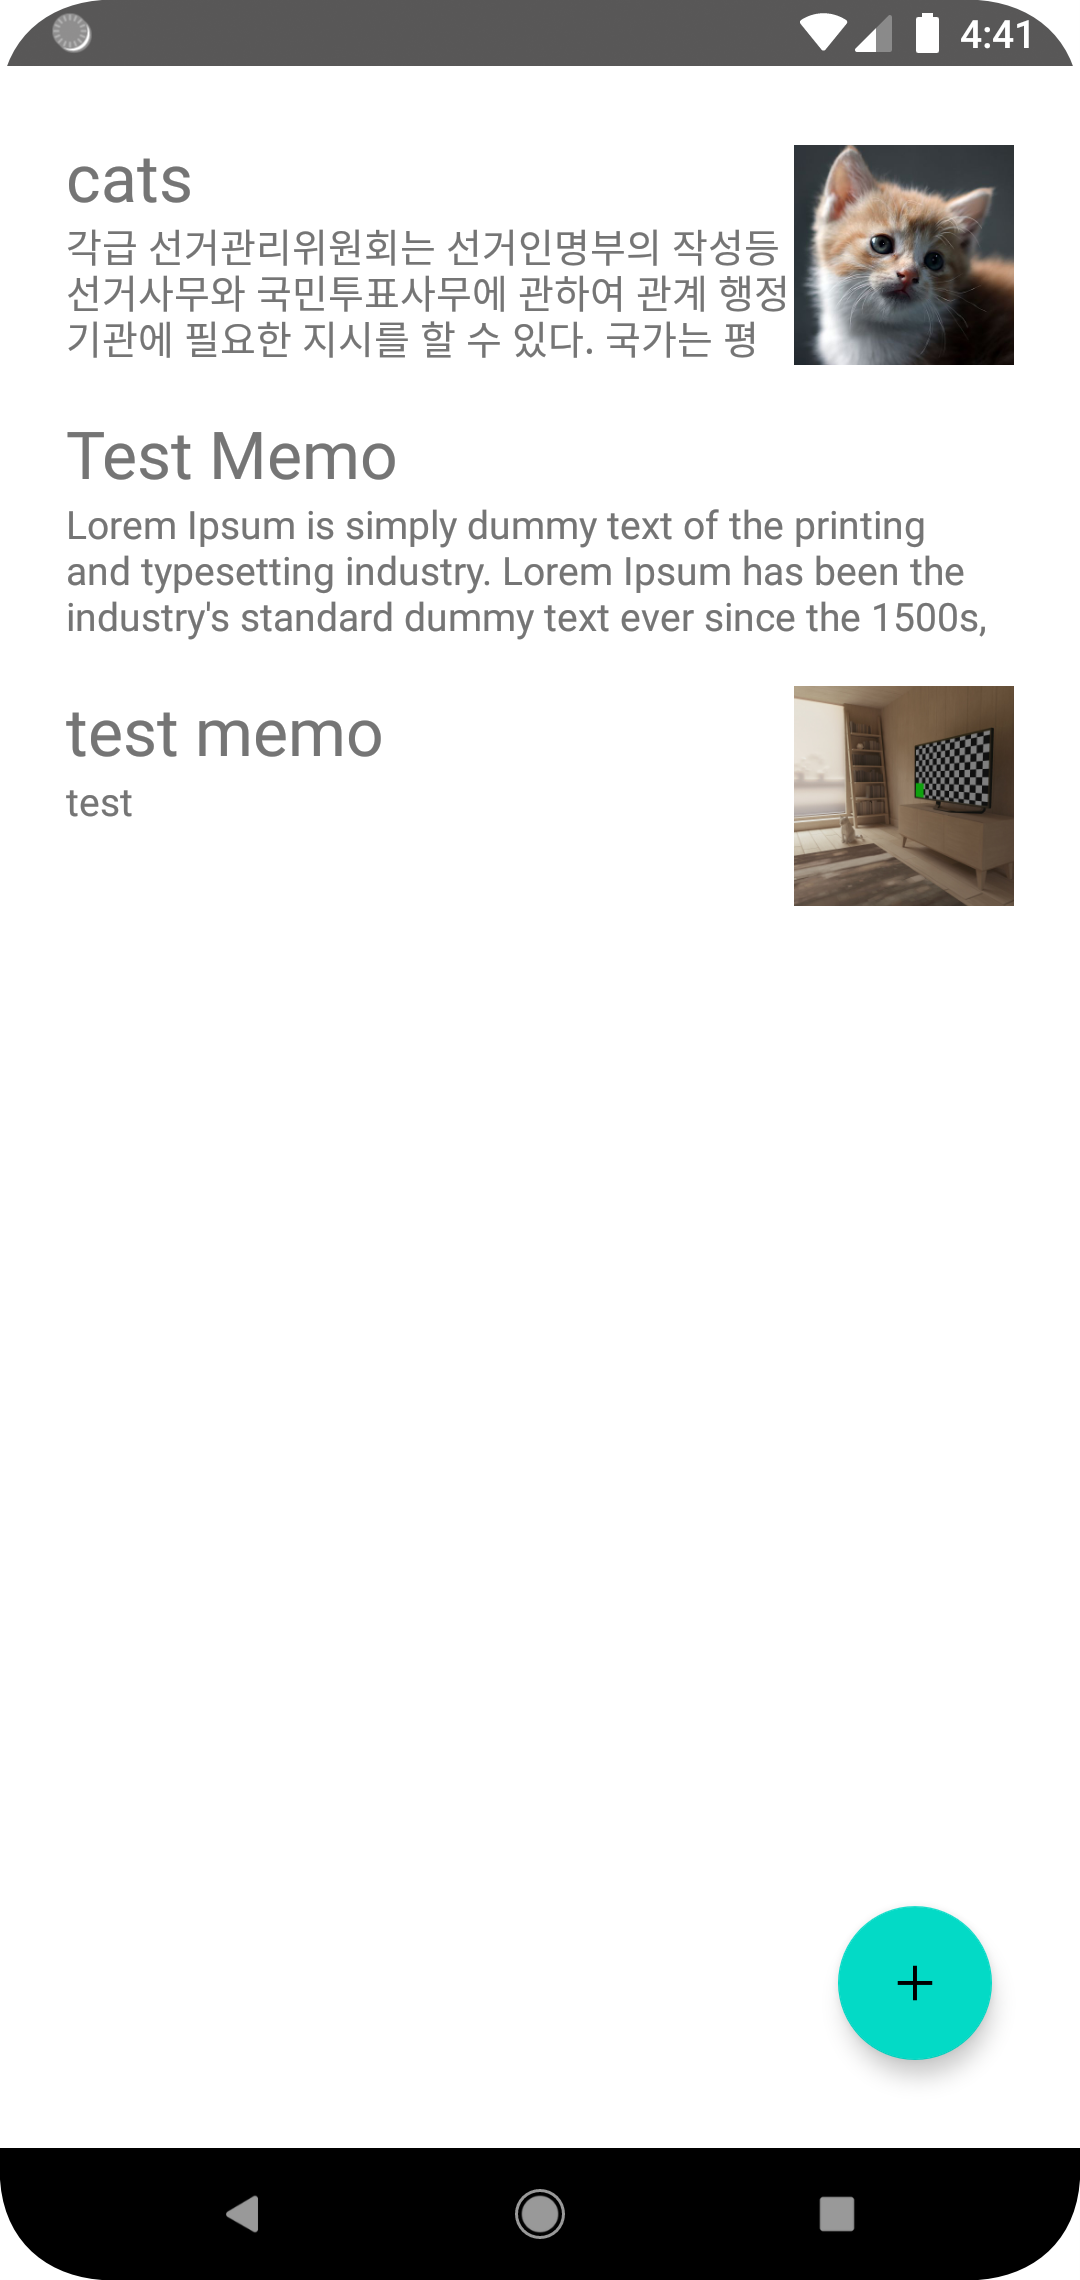 4:41
cats
각급 선거관리위원회는 선거인명부의 작성등
선거사무와 국민투표사무에 관하여 관계 행정
기관에 필요한 지시를 할 수 있다. 국가는 평
Test Memo
Lorem Ipsum is simply dummy text of the printing
and typesetting industry. Lorem Ipsum has been the
industry's standard dummy text ever since the 1500s,
test memo
test